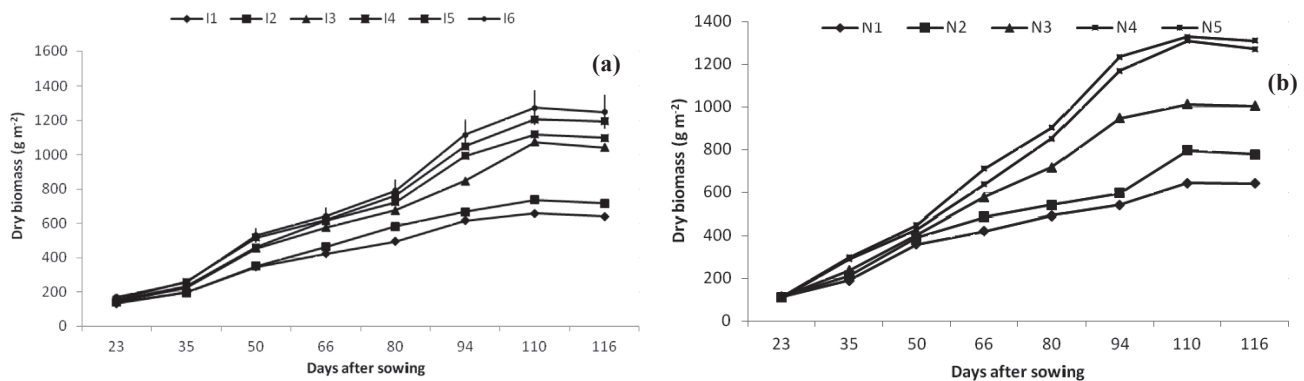 I1 I2 I3 I4 I5 I6
(a)
1600
1400
1200
1000
800
600
400
200
0
Dry biomass (g m-2)
23 35 50 66 80 94 110 116
Days after sowing
N1 N2 N3 N4 N5
(b)
1400
1200
1000
800
600
400
200
0
Dry biomass (g m-2)
23 35 50 66 80 94 110 116
Days after sowing